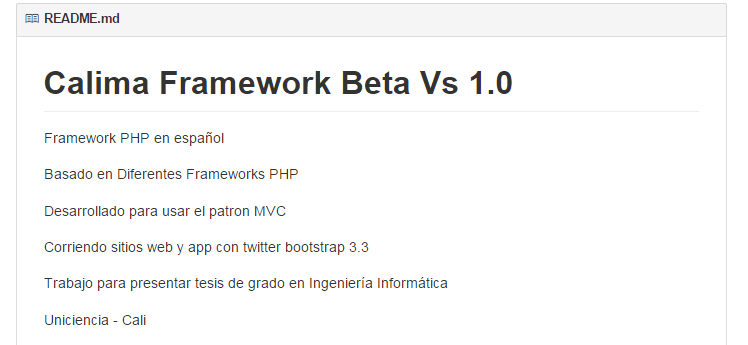 README.md
Calima Framework Beta Vs 1.0
Framework PHP en español
Basado en Diferentes Frameworks PHP
Desarrollado para usar el patron MVC
Corriendo sitios web y app con twitter bootstrap 3.3
Trabajo para presentar tesis de grado en Ingeniería Informática
Uniciencia - Cali